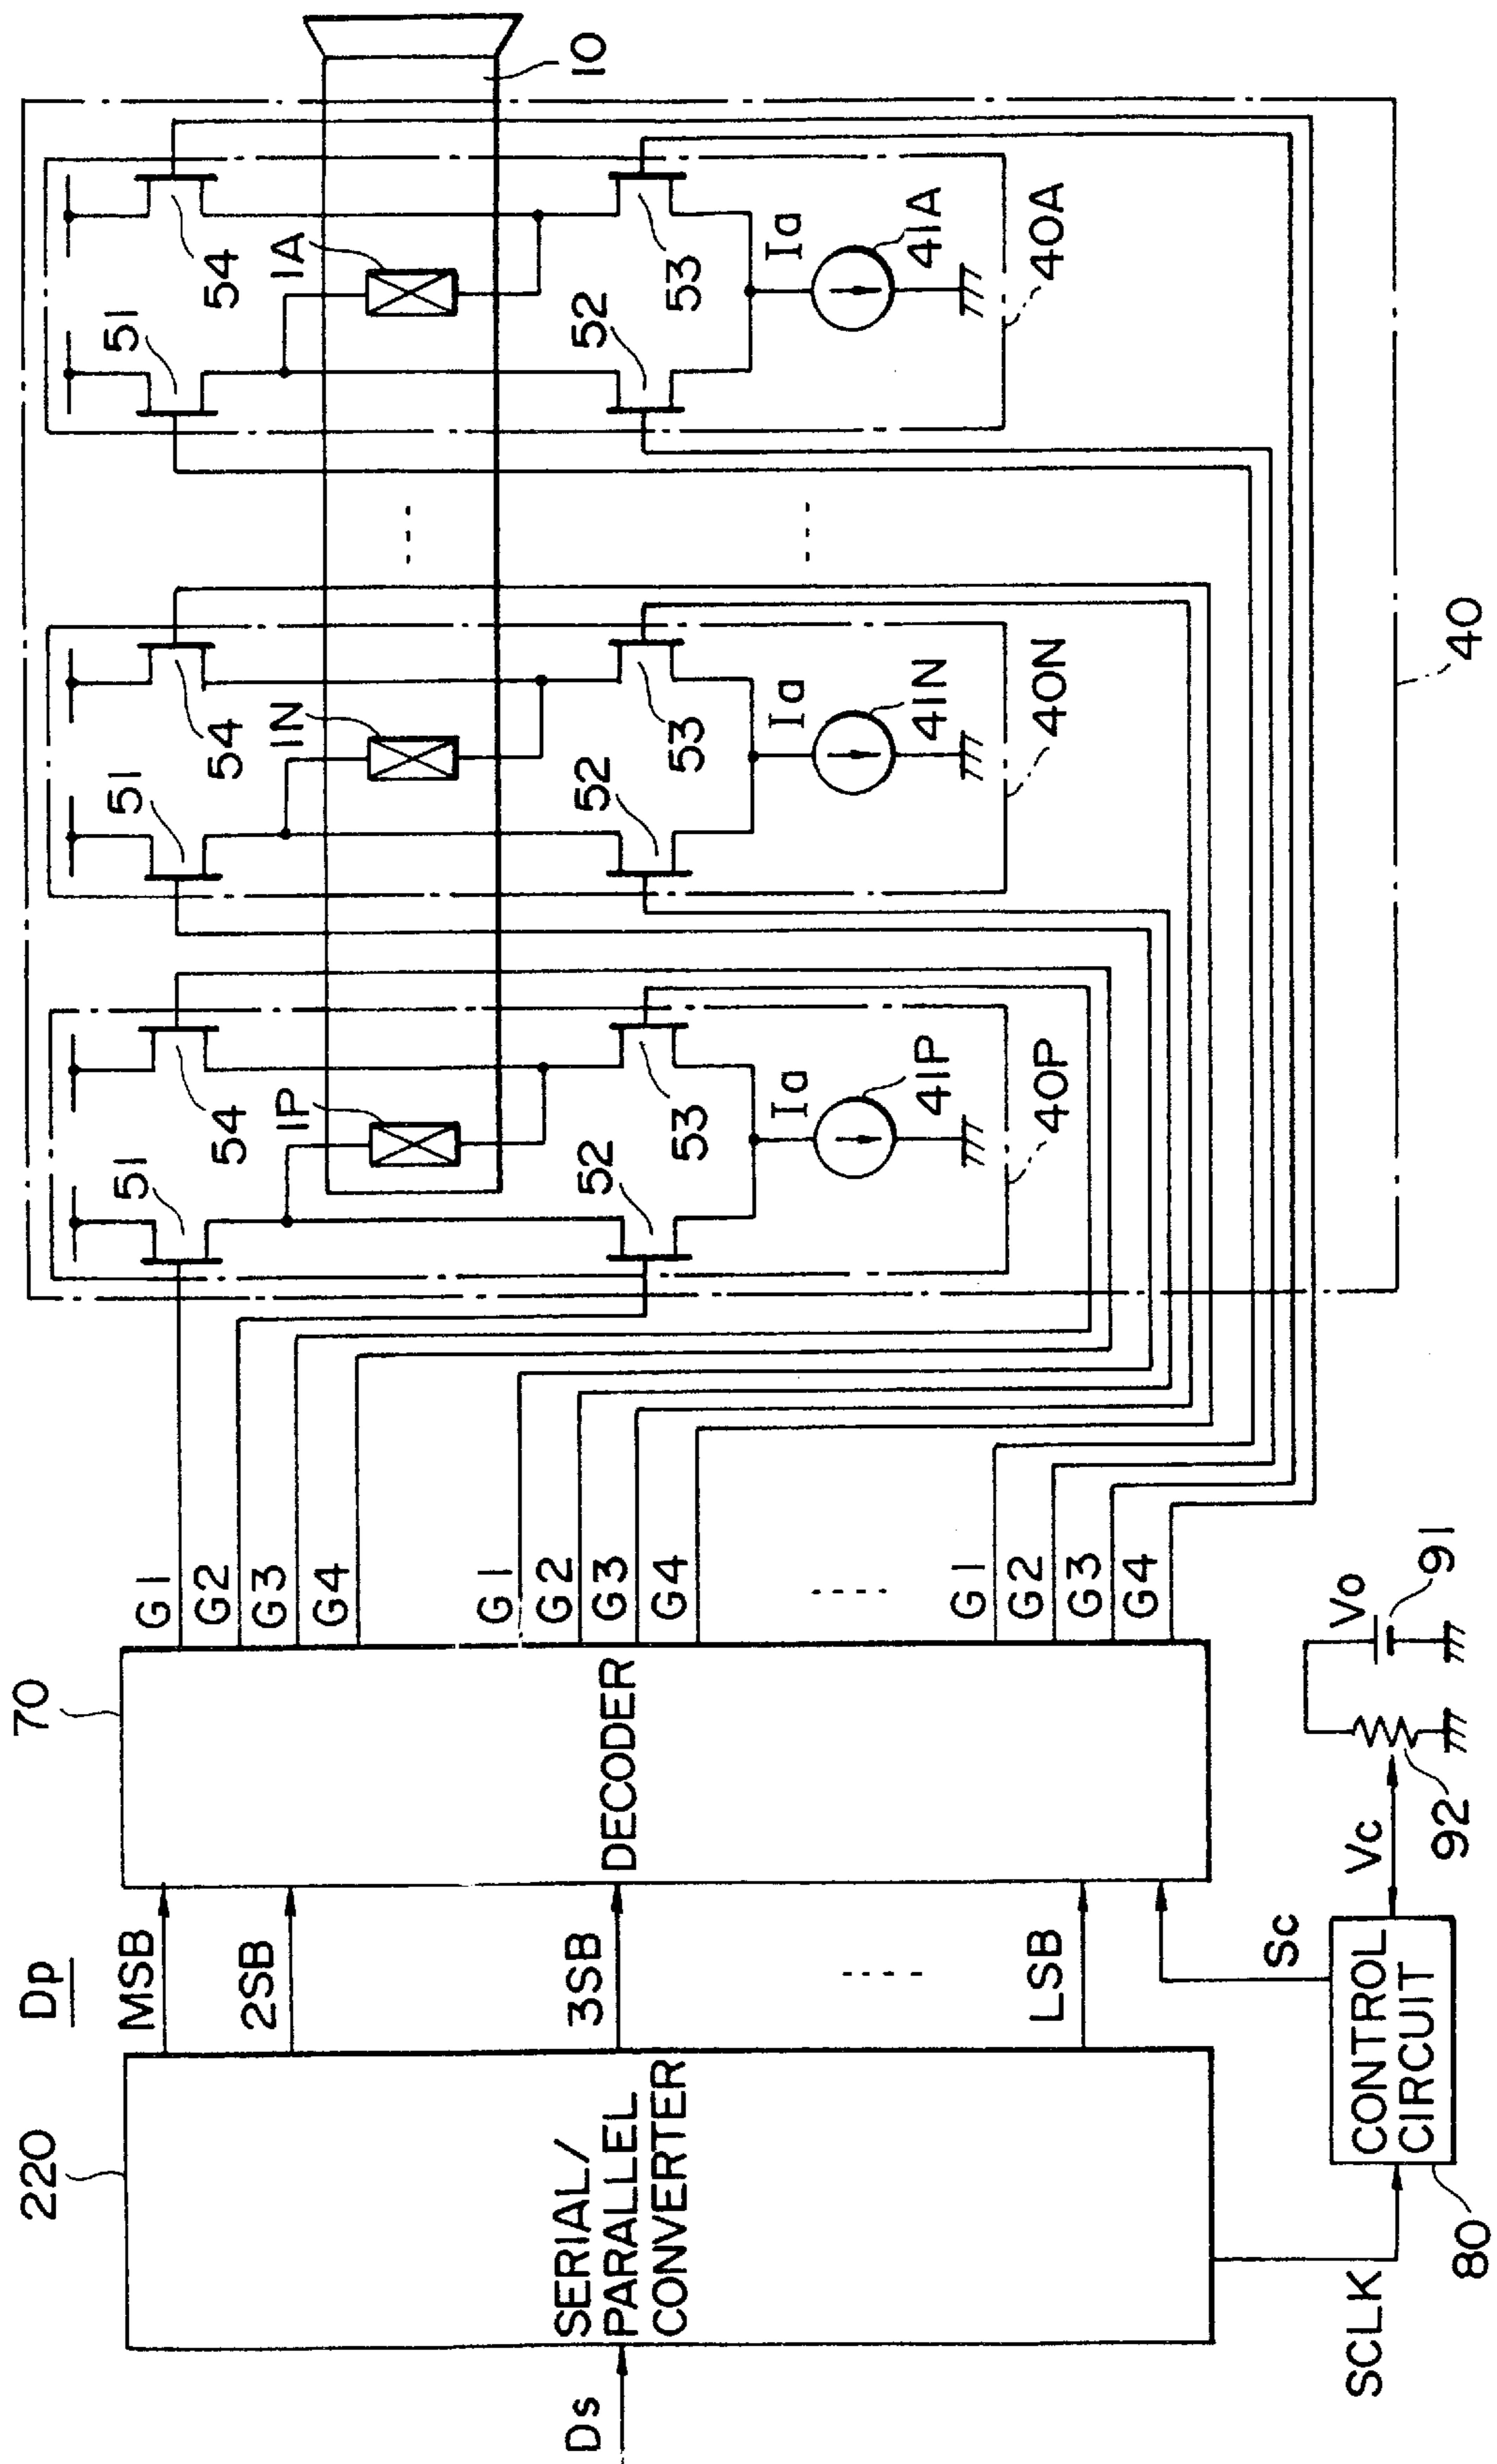 Ds
220
SERIAL/
PARALLEL
CONVERTER
Dp
MSB
2SB
3SB
LSB
SCLK
80
CONTROL
CIRCUIT
Sc
Vc
92
Vo
91
70
DECODER
G1
G2
G3
G4
G1
G2
G3
G4
G1
G2
G3
G4
51
54
1P
52
53
Ia
41P
40P
51
54
1N
52
53
Ia
41N
40N
51
54
1A
52
53
Ia
41A
40A
10
40